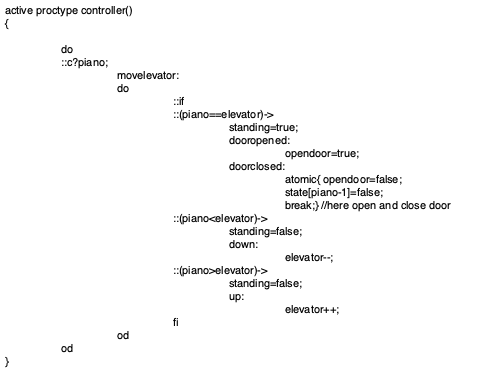 active proctype controller()
{
do
::c?piano;
movelevator:
do
::if
::(piano==elevator)->
standing=true;
dooropened:
opendoor=true;
doorclosed:
atomic{ opendoor=false;
state[piano-1]=false;
break;} //here open and close door
::(piano<elevator)->
standing=false;
down:
elevator--;
::(piano>elevator)->
standing=false;
up:
elevator++;
fi
od
od
}